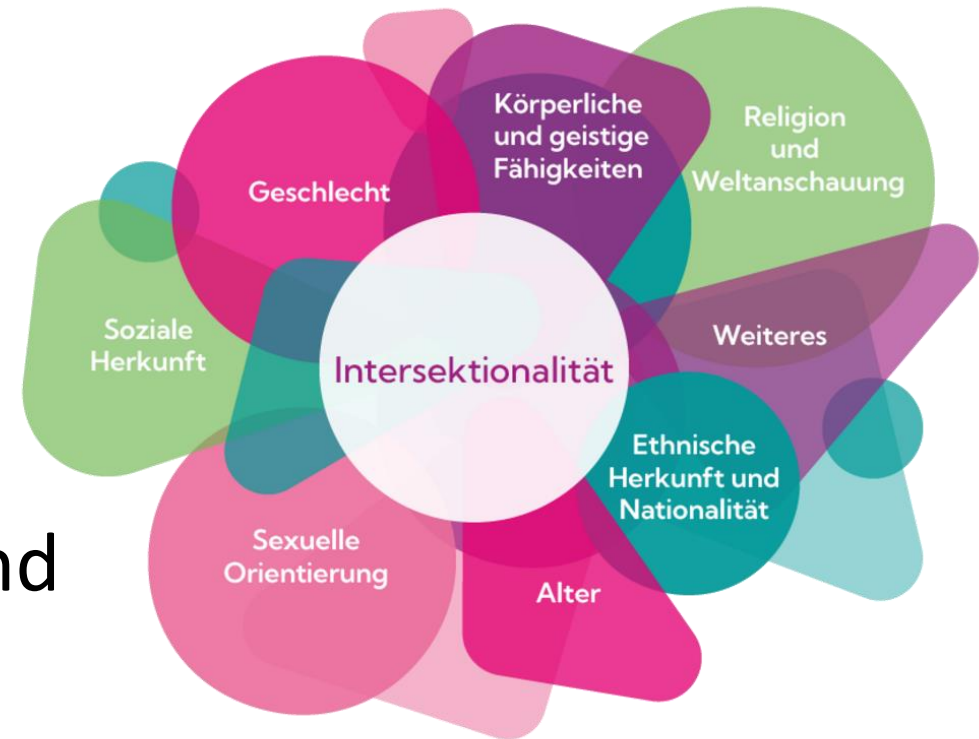 Körperliche
und geistige
Fähigkeiten
Religion
und
Weltanschauung
Geschlecht
Soziale
Herkunft
Weiteres
Intersektionalität
Ethnische
Herkunft und
Nationalität
Sexuelle
Orientierung
Alter
nd